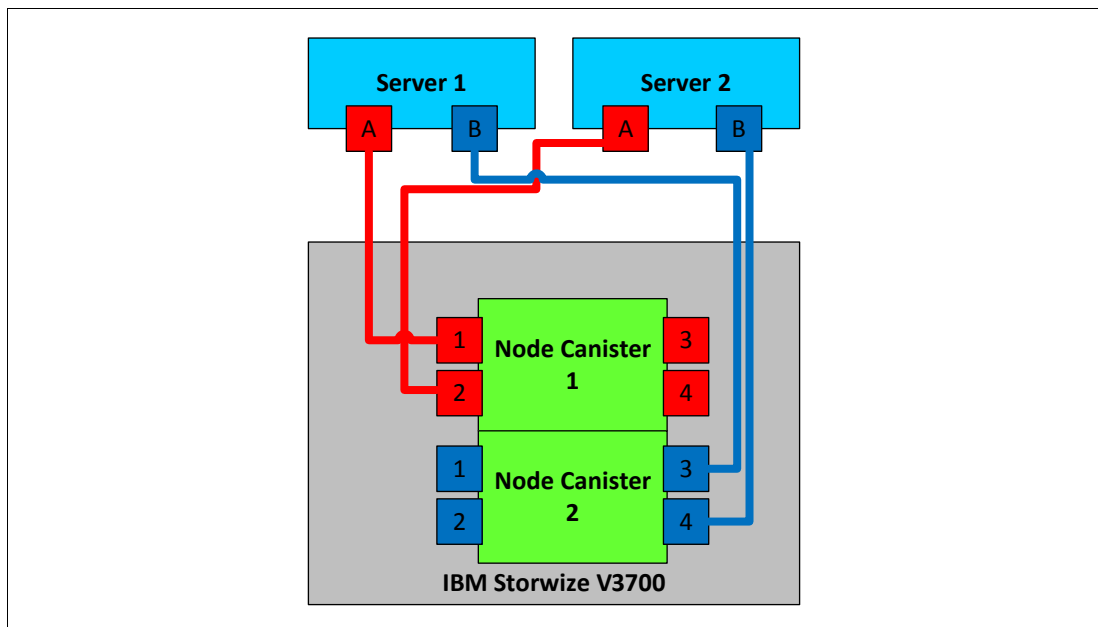 Server 1
Server 2
A
B
A
B
1
Node Canister
1
3
2
4
1
Node Canister
2
3
2
4
IBM Storwize V3700